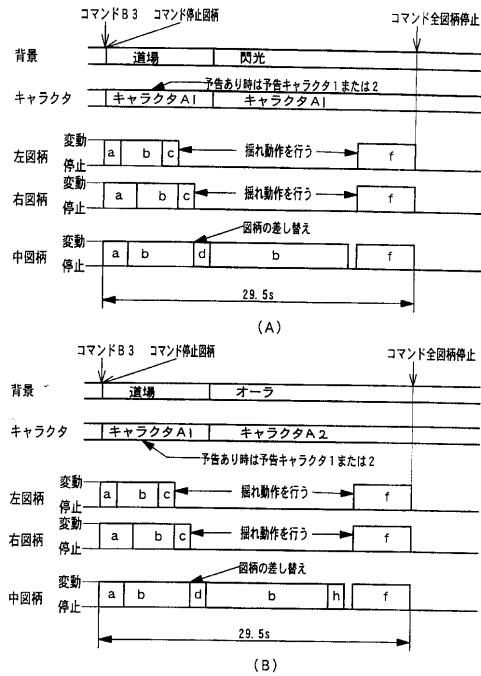 コマンドB3 コマンド停止図柄 コマンド全図柄停止
背景 道場 閃光
予告あり時は予告キャラクタ1または2
キャラクタ キャラクタA1 キャラクタA1
変動
左図柄 a b c 揺れ動作を行う f
停止
変動
右図柄 a b c 揺れ動作を行う f
停止
図柄の差し替え
変動
中図柄 a b d b f
停止
29.5s
(A)
コマンドB3 コマンド停止図柄 コマンド全図柄停止
背景 道場 オーラ
キャラクタ キャラクタA1 キャラクタA2
予告あり時は予告キャラクタ1または2
変動
左図柄 a b c 揺れ動作を行う f
停止
変動
右図柄 a b c 揺れ動作を行う f
停止
図柄の差し替え
変動
中図柄 a b d b h f
停止
29.5s
(B)